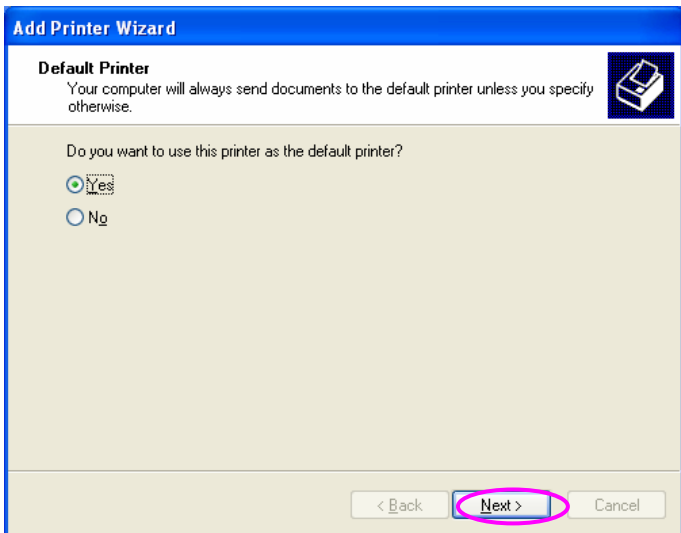 Add Printer Wizard
Default Printer
Your computer will always send documents to the default printer unless you specify
otherwise.
Do you want to use this printer as the default printer?
Yes
No
< Back Next > Cancel